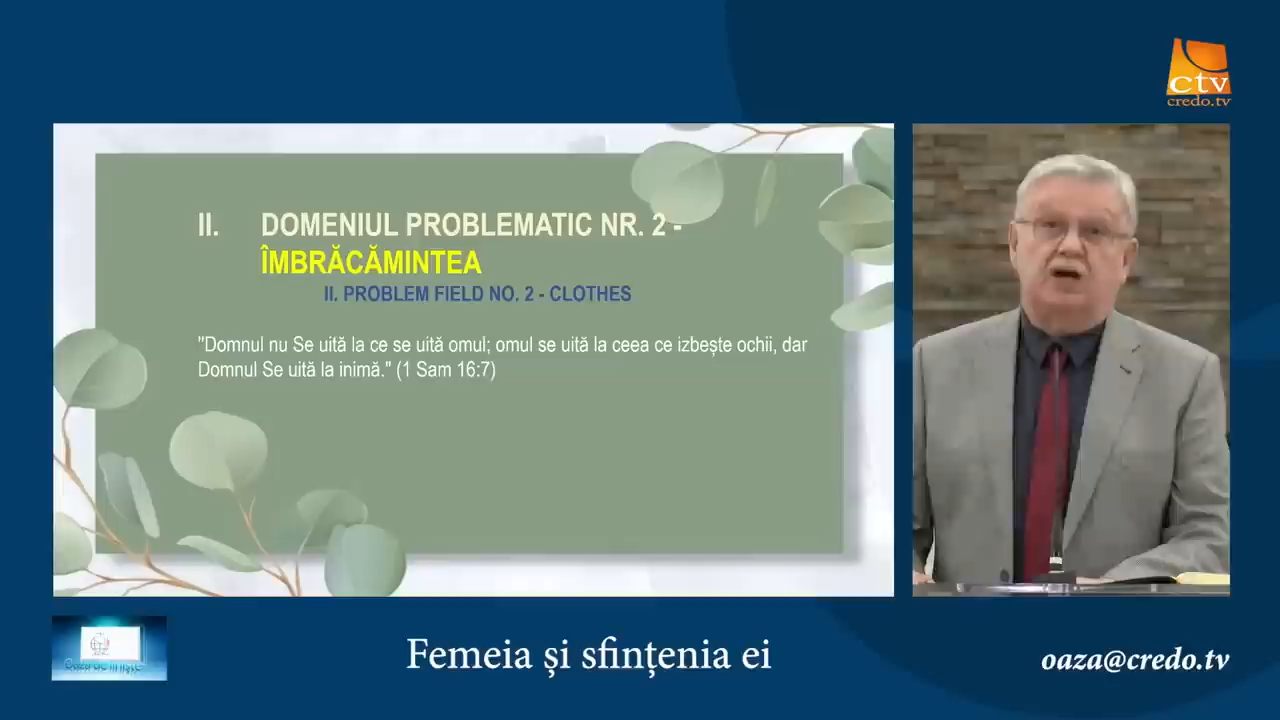 ctv
credo.tv
II. DOMENIUL PROBLEMATIC NR. 2 -
ÎMBRĂCĂMINTEA
II. PROBLEM FIELD NO. 2 - CLOTHES
"Domnul nu Se uită la ce se uită omul; omul se uită la ceea ce izbește ochii, dar
Domnul Se uită la inimă." (1 Sam 16:7)
Femeia și sfințenia ei
oaza@credo.tv